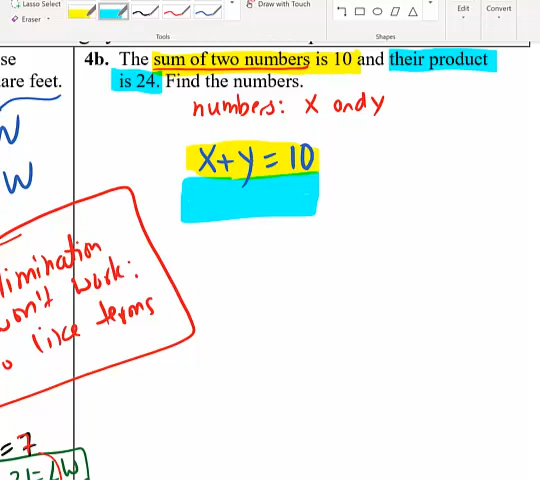 Lasso Select
Eraser
Draw with Touch
Edit
Convert
Tools
Shapes
se
are feet.
4b. The sum of two numbers is 10 and their product
is 24. Find the numbers.
numbers: X and y
W
X+y=10
limination
won't work:
o like terms
=7